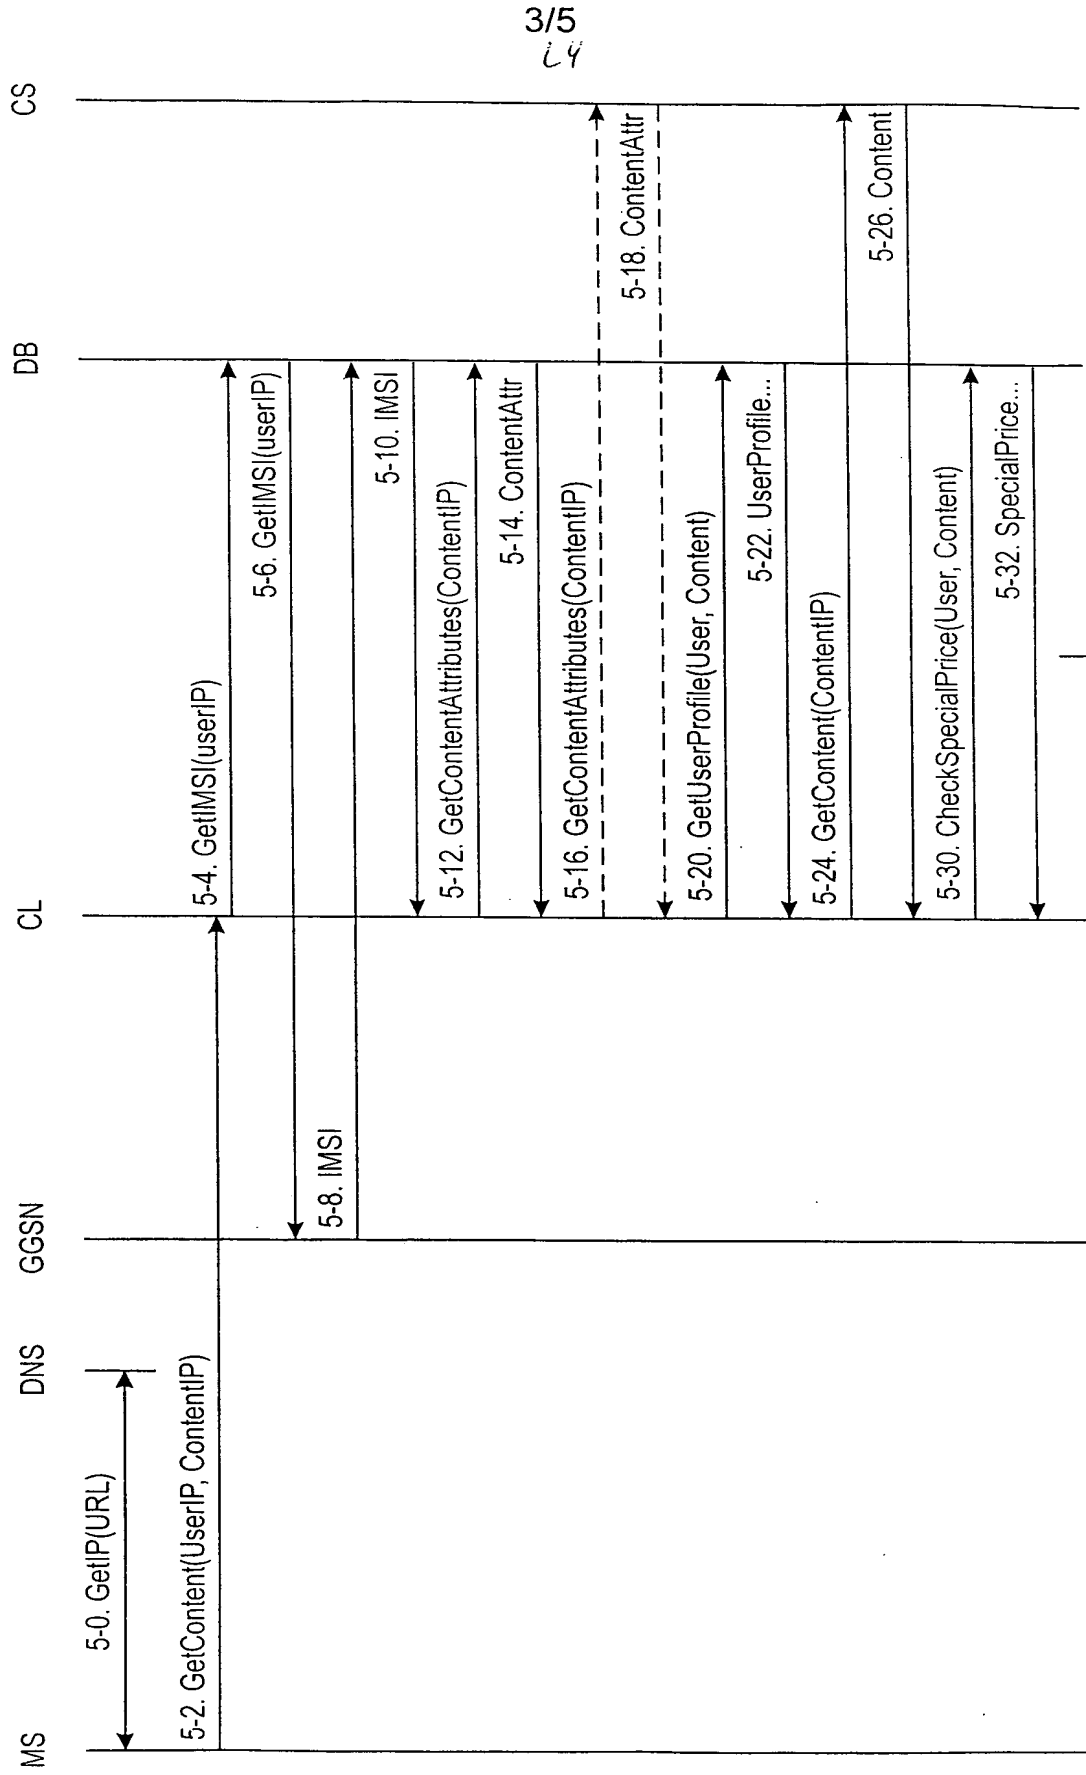 3/5
L4
MS
DNS
GGSN
CL
DB
CS
5-0. GetIP(URL)
5-2. GetContent(UserIP, ContentIP)
5-4. GetIMSI(userIP)
5-6. GetIMSI(userIP)
5-8. IMSI
5-10. IMSI
5-12. GetContentAttributes(ContentIP)
5-14. ContentAttr
5-16. GetContentAttributes(ContentIP)
5-18. ContentAttr
5-20. GetUserProfile(User, Content)
5-22. UserProfile...
5-24. GetContent(ContentIP)
5-26. Content
5-30. CheckSpecialPrice(User, Content)
5-32. SpecialPrice...